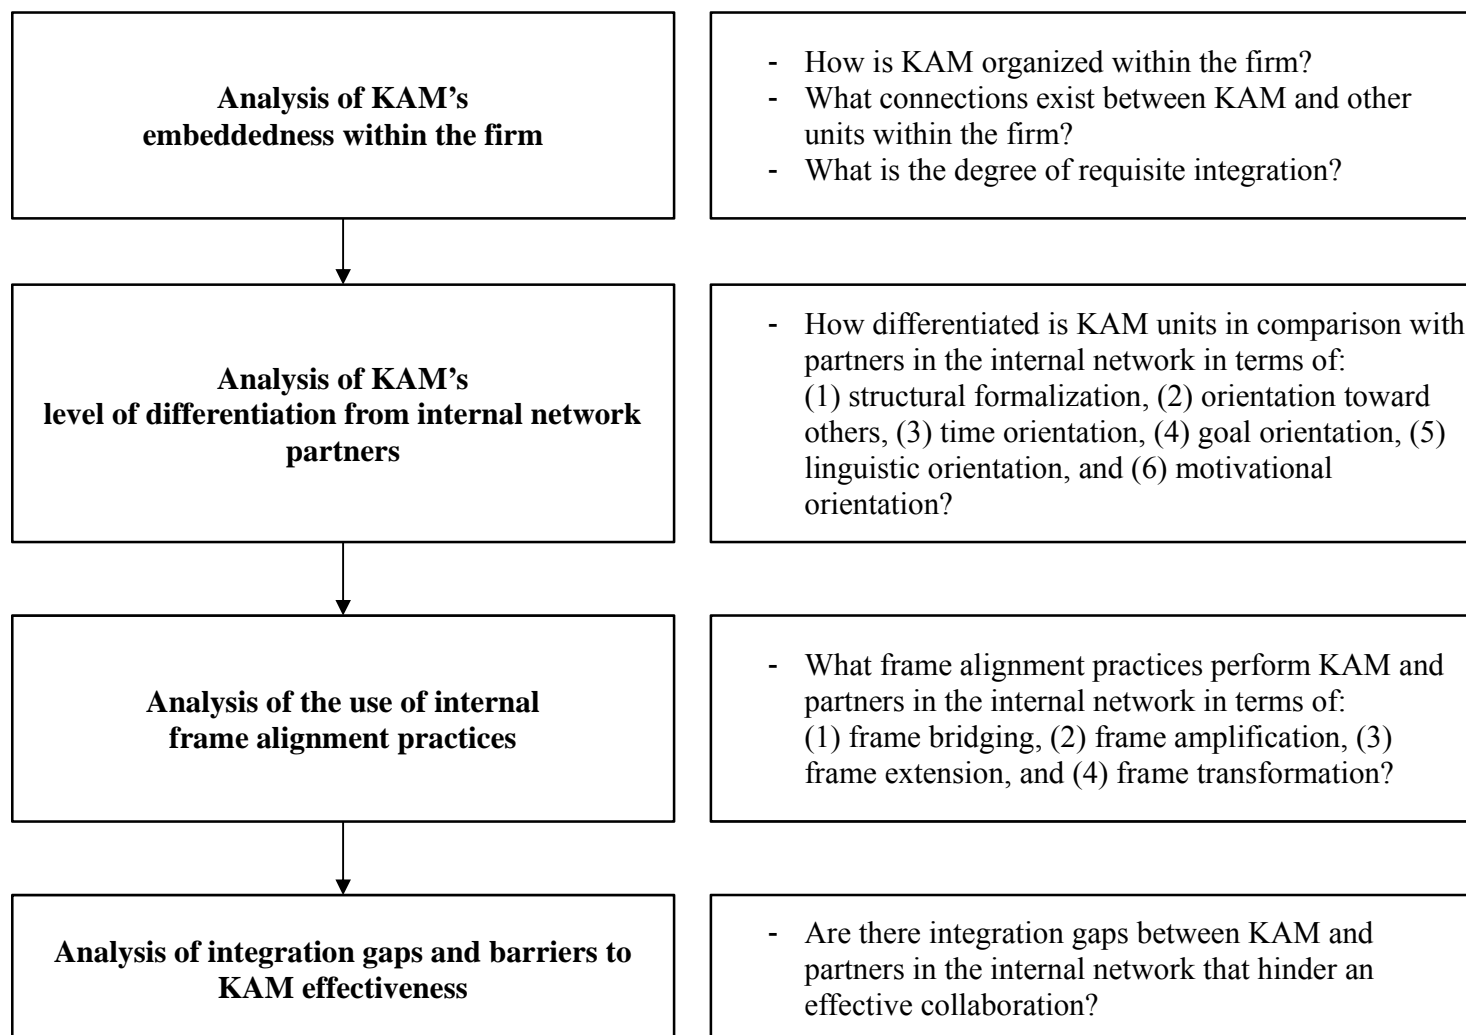 Analysis of KAM’s
embeddedness within the firm
- How is KAM organized within the firm?
- What connections exist between KAM and other
units within the firm?
- What is the degree of requisite integration?
Analysis of KAM’s
level of differentiation from internal network
partners
- How differentiated is KAM units in comparison with
partners in the internal network in terms of:
(1) structural formalization, (2) orientation toward
others, (3) time orientation, (4) goal orientation, (5)
linguistic orientation, and (6) motivational
orientation?
Analysis of the use of internal
frame alignment practices
- What frame alignment practices perform KAM and
partners in the internal network in terms of:
(1) frame bridging, (2) frame amplification, (3)
frame extension, and (4) frame transformation?
Analysis of integration gaps and barriers to
KAM effectiveness
- Are there integration gaps between KAM and
partners in the internal network that hinder an
effective collaboration?